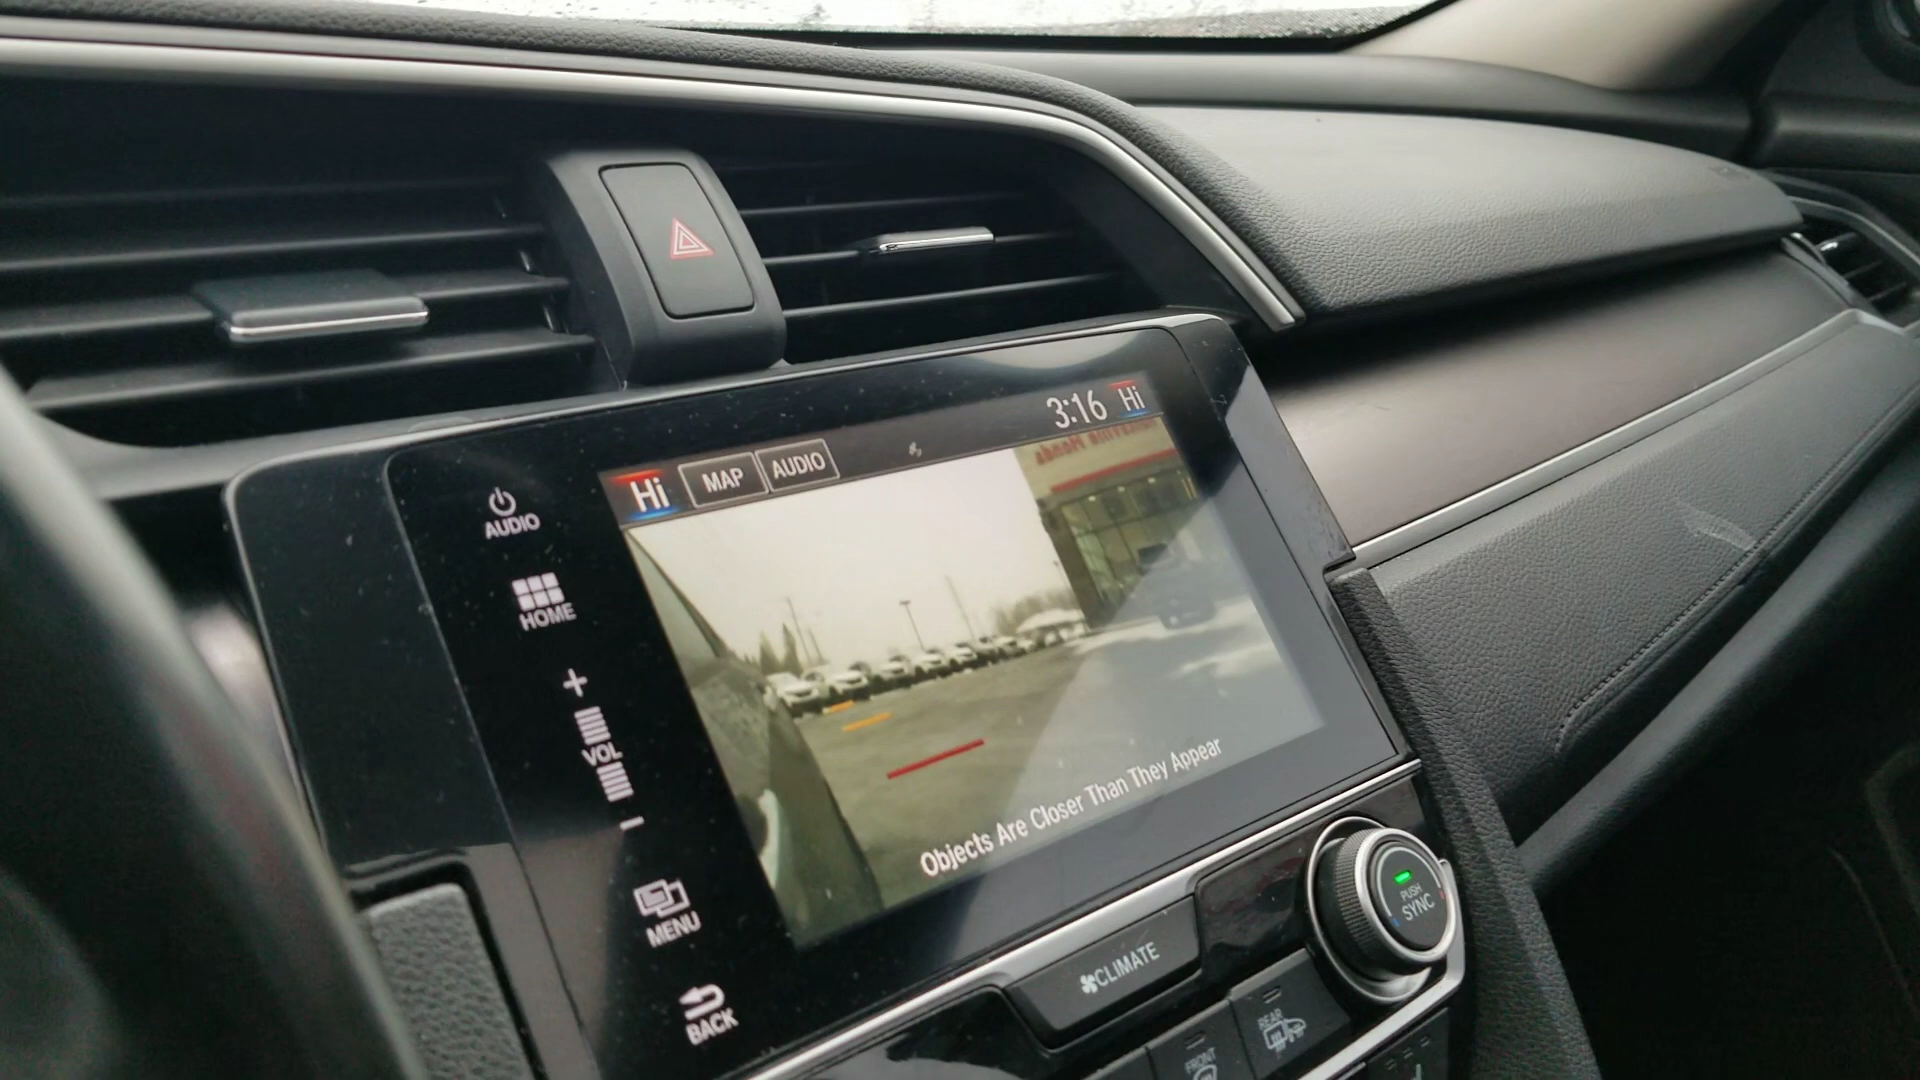 3:16 Hi
Hi MAP AUDIO
AUDIO
HOME
+
VOL
-
Objects Are Closer Than They Appear
MENU
BACK
PUSH
SYNC
CLIMATE
REAR
FRONT